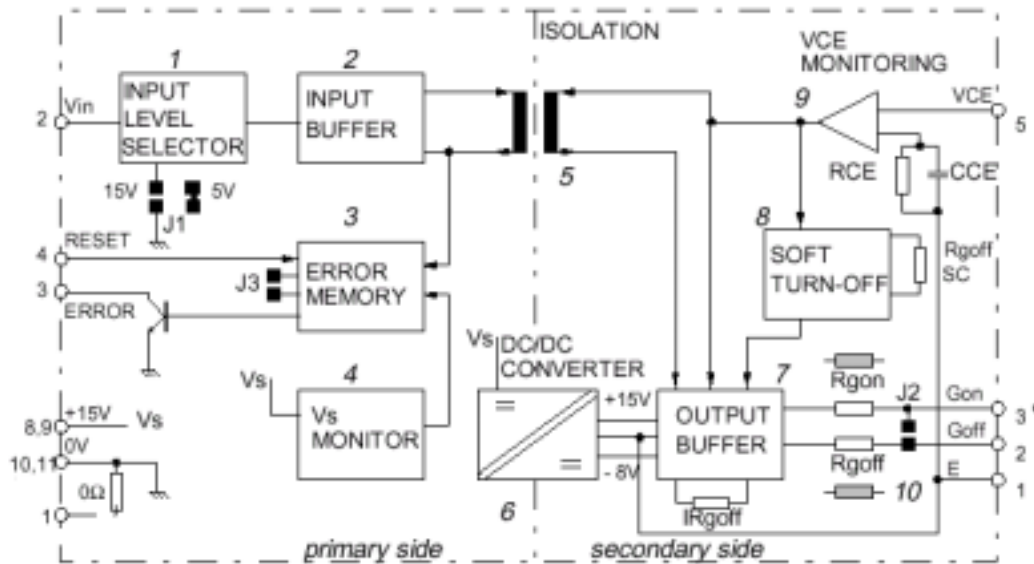 ISOLATION
VCE
MONITORING
1
INPUT
LEVEL
SELECTOR
2
INPUT
BUFFER
2
Vin
15V
5V
J1
5
9
VCE
5
RCE
CCE
3
ERROR
MEMORY
4
RESET
3
ERROR
J3
8
SOFT
TURN-OFF
Rgoff
SC
4
Vs
MONITOR
Vs
8,9
+15V
Vs
0V
10,11
0Ω
1
Vs
DC/DC
CONVERTER
+15V
- 8V
6
7
OUTPUT
BUFFER
IRgoff
Rgon
Rgoff
10
J2
Gon
3
Goff
2
E
1
primary side
secondary side